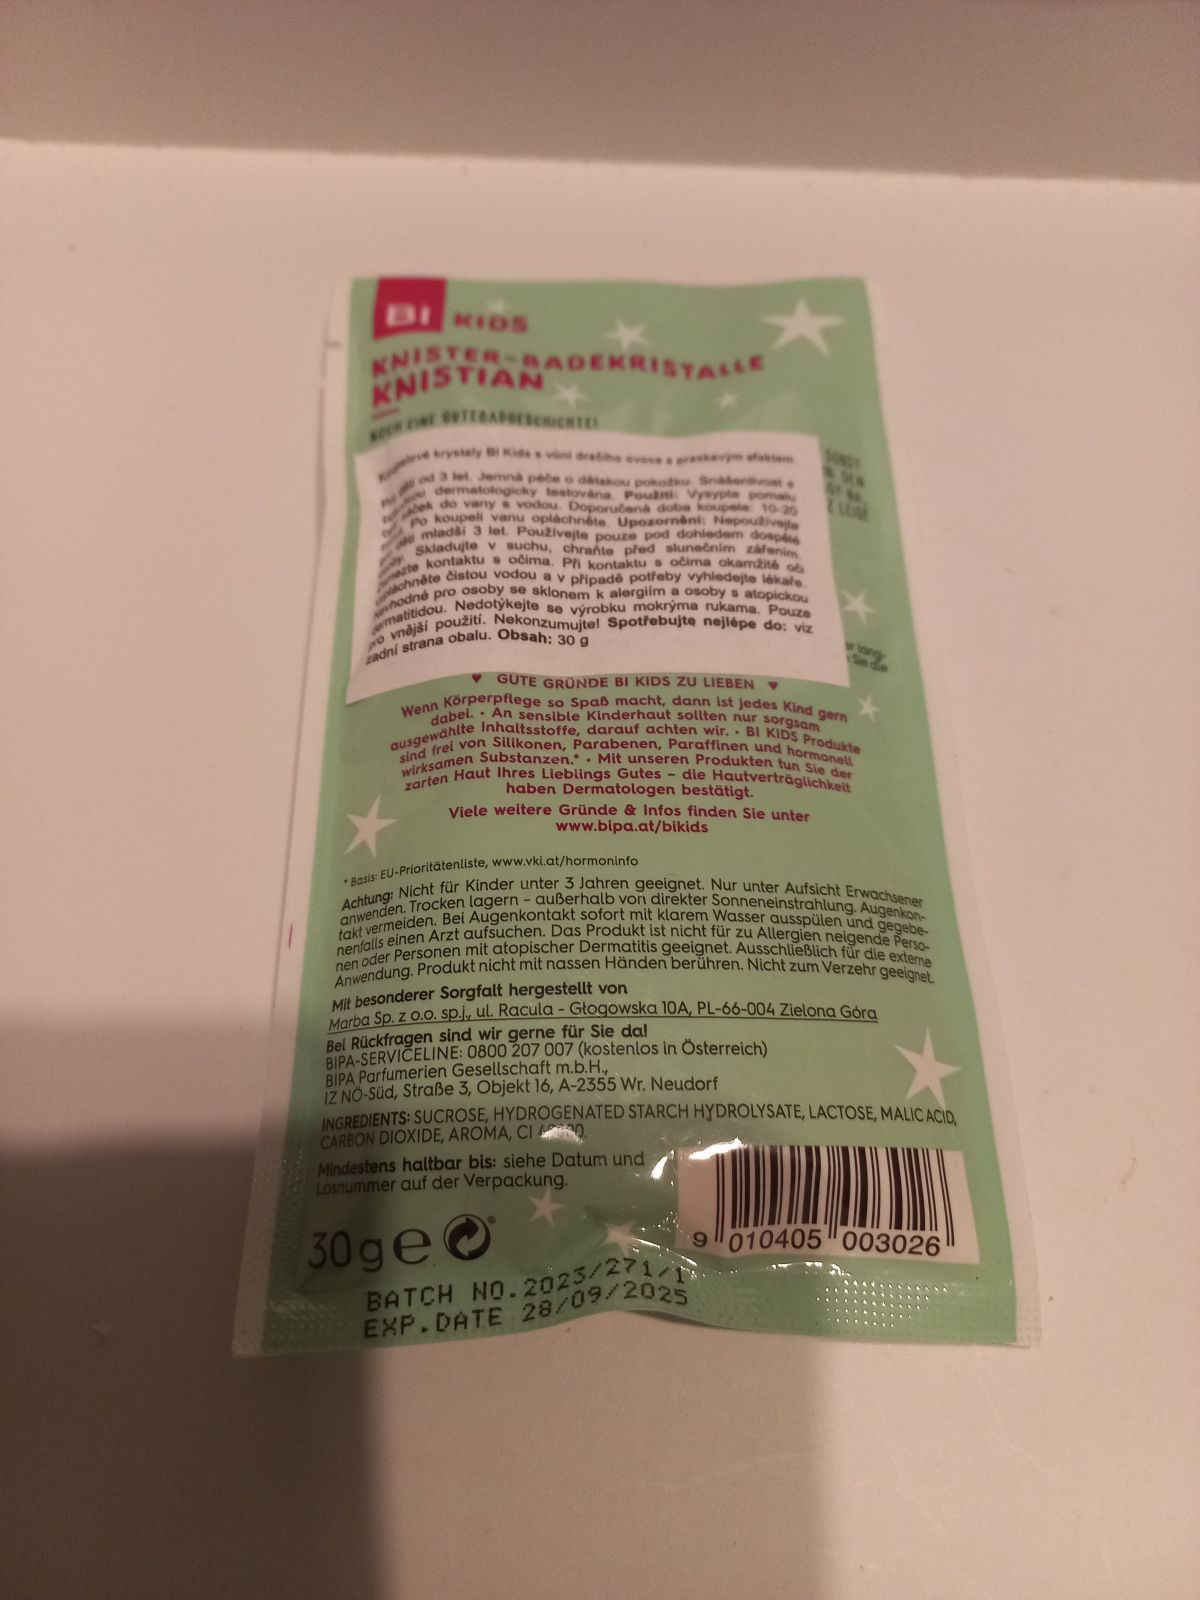 BI KIDS
KNISTER-BADEKRISTALLE
KNISTIAN
NOCH EINE GUTEBADGESCHICHTE!
SONST
N DEN
Z LEISE
Koupelové krystaly BI Kids s vůní dračího ovoce a praskavým efektem
Pro děti od 3 let. Jemná péče o dětskou pokožku. Snášenlivost s
dermatologicky testována. Použití: Vysypte pomalu
sáček do vany s vodou. Doporučená doba koupele: 10-20
Po koupeli vanu opláchněte. Upozornění: Nepoužívejte
děti mladší 3 let. Používejte pouze pod dohledem dospělé
Skladujte v suchu, chraňte před slunečním zářením.
kontaktu s očima. Při kontaktu s očima okamžitě oči
opláchněte čistou vodou a v případě potřeby vyhledejte lékaře.
Nevhodné pro osoby se sklonem k alergiím a osoby s atopickou
dermatitidou. Nedotýkejte se výrobku mokrýma rukama. Pouze
pro vnější použití. Nekonzumujte! Spotřebujte nejlépe do: viz
zadní strana obalu. Obsah: 30 g
lang-
Sie die
♥ GUTE GRÜNDE BI KIDS ZU LIEBEN ♥
Wenn Körperpflege so Spaß macht, dann ist jedes Kind gern
dabei. • An sensible Kinderhaut sollten nur sorgsam
ausgewählte Inhaltsstoffe, darauf achten wir. • BI KIDS Produkte
sind frei von Silikonen, Parabenen, Paraffinen und hormonell
wirksamen Substanzen.* • Mit unseren Produkten tun Sie der
zarten Haut Ihres Lieblings Gutes – die Hautverträglichkeit
haben Dermatologen bestätigt.
Viele weitere Gründe & Infos finden Sie unter
www.bipa.at/bikids
* Basis: EU-Prioritätenliste, www.vki.at/hormoninfo
Achtung: Nicht für Kinder unter 3 Jahren geeignet. Nur unter Aufsicht Erwachsener
anwenden. Trocken lagern – außerhalb von direkter Sonneneinstrahlung. Augenkon-
takt vermeiden. Bei Augenkontakt sofort mit klarem Wasser ausspülen und gegebe-
nenfalls einen Arzt aufsuchen. Das Produkt ist nicht für zu Allergien neigende Perso-
nen oder Personen mit atopischer Dermatitis geeignet. Ausschließlich für die externe
Anwendung. Produkt nicht mit nassen Händen berühren. Nicht zum Verzehr geeignet.
Mit besonderer Sorgfalt hergestellt von
Marba Sp. z o.o. sp.j., ul. Racula - Głogowska 10A, PL-66-004 Zielona Góra
Bei Rückfragen sind wir gerne für Sie da!
BIPA-SERVICELINE: 0800 207 007 (kostenlos in Österreich)
BIPA Parfumerien Gesellschaft m.b.H.,
IZ NÖ-Süd, Straße 3, Objekt 16, A-2355 Wr. Neudorf
INGREDIENTS: SUCROSE, HYDROGENATED STARCH HYDROLYSATE, LACTOSE, MALIC ACID,
CARBON DIOXIDE, AROMA, CI
Mindestens haltbar bis: siehe Datum und
Losnummer auf der Verpackung.
30 g e
9 010405 003026
BATCH NO. 2023/271/1
EXP. DATE 28/09/2025